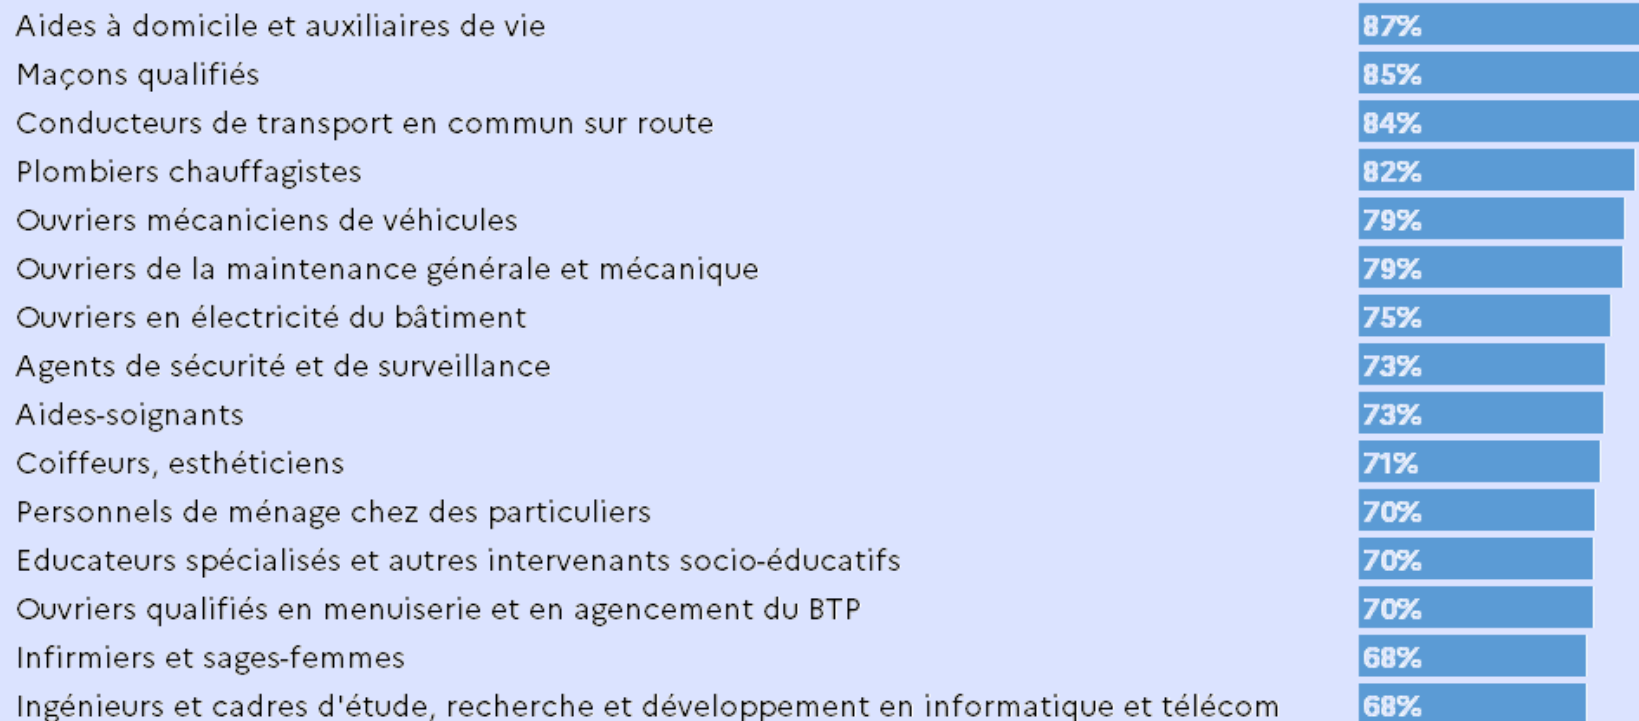 Aides à domicile et auxiliaires de vie 87%
Maçons qualifiés 85%
Conducteurs de transport en commun sur route 84%
Plombiers chauffagistes 82%
Ouvriers mécaniciens de véhicules 79%
Ouvriers de la maintenance générale et mécanique 79%
Ouvriers en électricité du bâtiment 75%
Agents de sécurité et de surveillance 73%
Aides-soignants 73%
Coiffeurs, esthéticiens 71%
Personnels de ménage chez des particuliers 70%
Educateurs spécialisés et autres intervenants socio-éducatifs 70%
Ouvriers qualifiés en menuiserie et en agencement du BTP 70%
Infirmiers et sages-femmes 68%
Ingénieurs et cadres d'étude, recherche et développement en informatique et télécom 68%